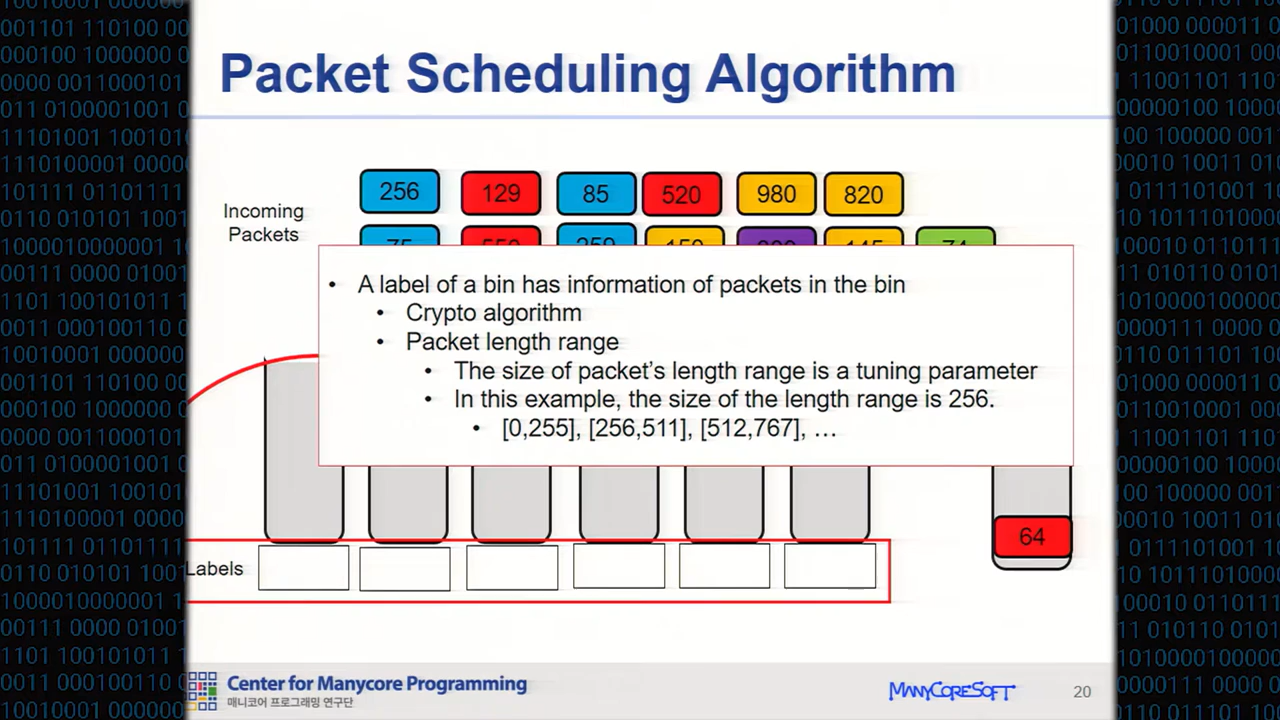 Packet Scheduling Algorithm
Incoming
Packets
256 129 85 520 980 820
• A label of a bin has information of packets in the bin
• Crypto algorithm
• Packet length range
• The size of packet’s length range is a tuning parameter
• In this example, the size of the length range is 256.
• [0,255], [256,511], [512,767], …
64
Labels
Center for Manycore Programming
매니코어 프로그래밍 연구단
ManyCoreSoft
20